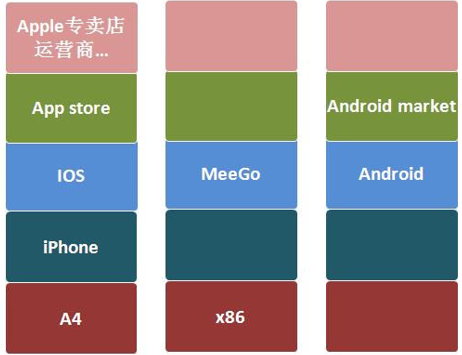 Apple专卖店
运营商...
App store
Android market
IOS
MeeGo
Android
iPhone
A4
x86